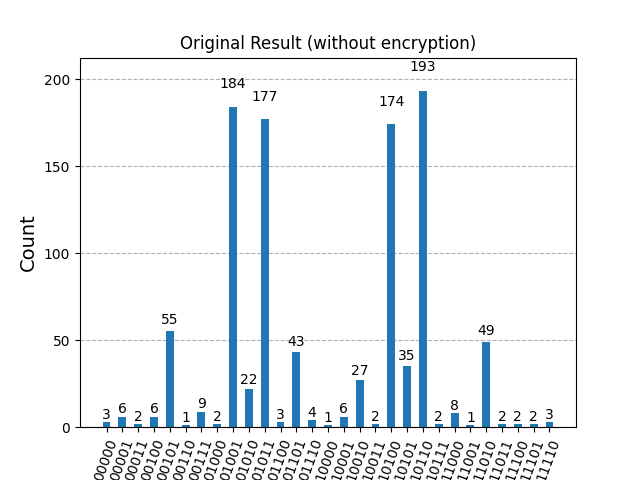 Original Result (without encryption)
Count
200
150
100
50
0
3 6 2 6 55 1 9 2 184 22 177 3 43 4 1 6 27 2 174 35 193 2 8 1 49 2 2 2 3
00000 00001 00011 00100 00101 00110 00111 01000 01001 01010 01011 01100 01101 01110 10000 10001 10010 10011 10100 10101 10110 10111 11000 11001 11010 11011 11100 11101 11110